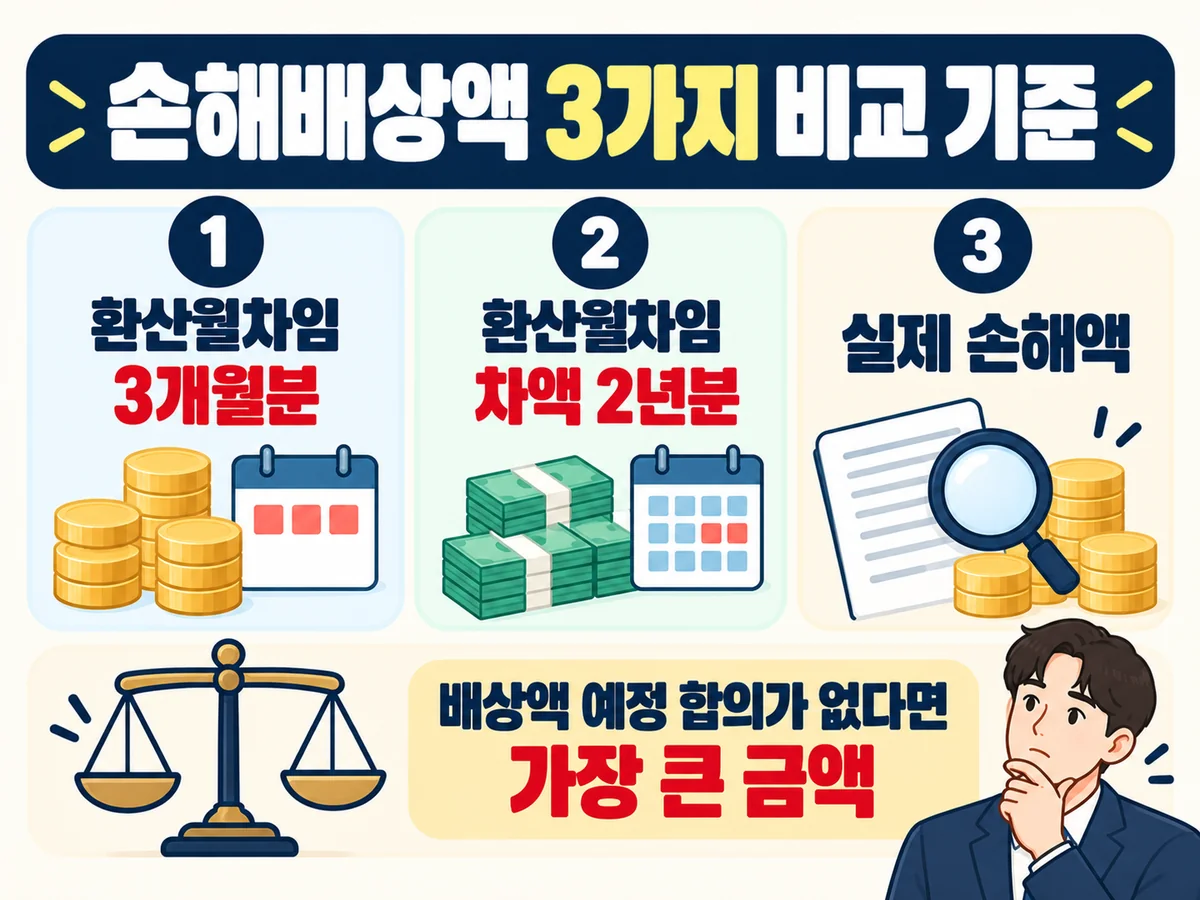 손해배상액 3가지 비교 기준
1
환산월차임
3개월분
2
환산월차임
차액 2년분
3
실제 손해액
배상액 예정 합의가 없다면
가장 큰 금액